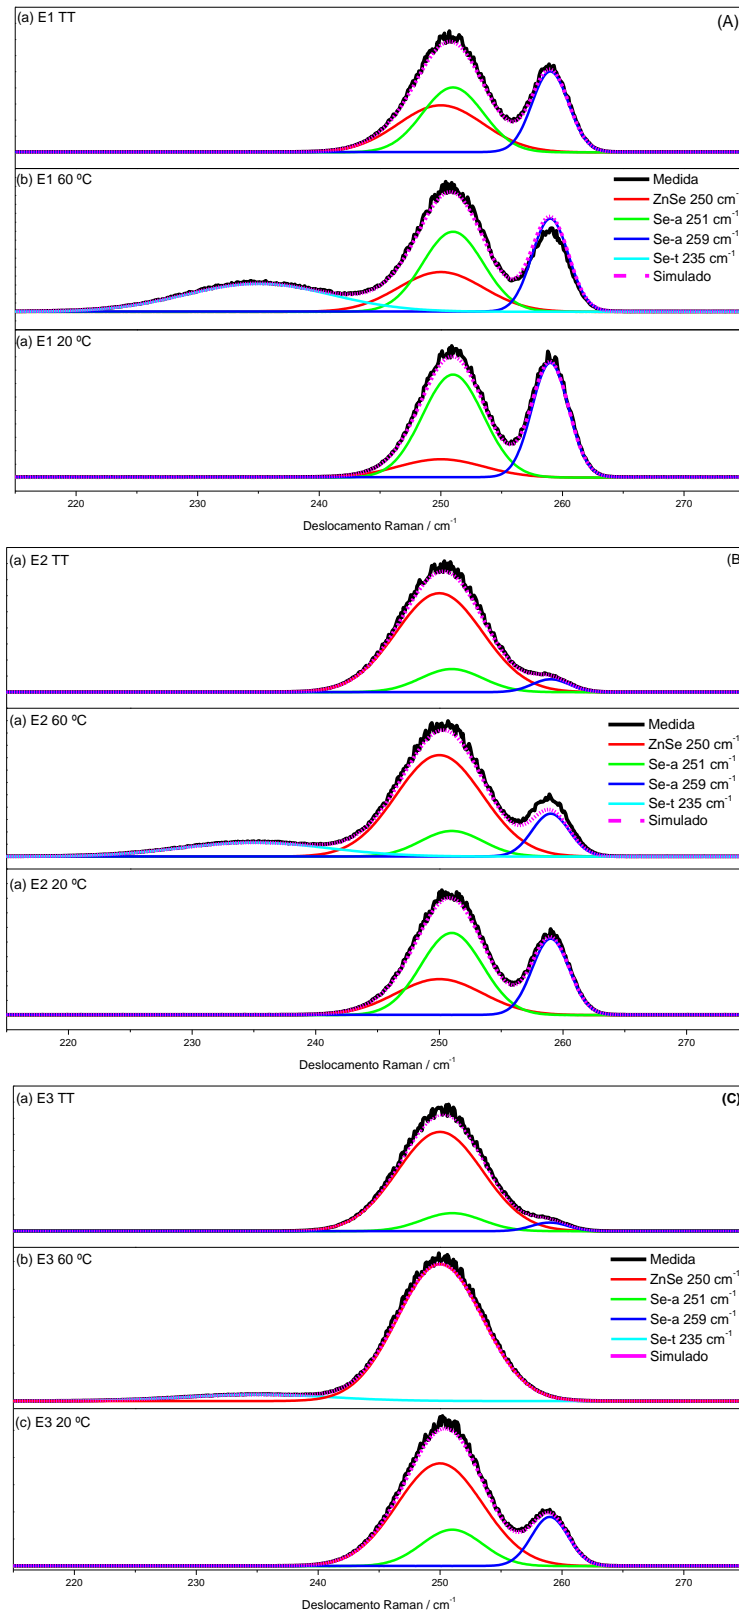 (a) E1 TT
(A)
(b) E1 60 ºC
Medida
ZnSe 250 cm⁻¹
Se-a 251 cm⁻¹
Se-a 259 cm⁻¹
Se-t 235 cm⁻¹
Simulado
(a) E1 20 ºC
220 230 240 250 260 270
Deslocamento Raman / cm⁻¹
(a) E2 TT
(B
(a) E2 60 ºC
Medida
ZnSe 250 cm⁻¹
Se-a 251 cm⁻¹
Se-a 259 cm⁻¹
Se-t 235 cm⁻¹
Simulado
(a) E2 20 ºC
220 230 240 250 260 270
Deslocamento Raman / cm⁻¹
(a) E3 TT
(C)
(b) E3 60 ºC
Medida
ZnSe 250 cm⁻¹
Se-a 251 cm⁻¹
Se-a 259 cm⁻¹
Se-t 235 cm⁻¹
Simulado
(c) E3 20 ºC
220 230 240 250 260 270
Deslocamento Raman / cm⁻¹